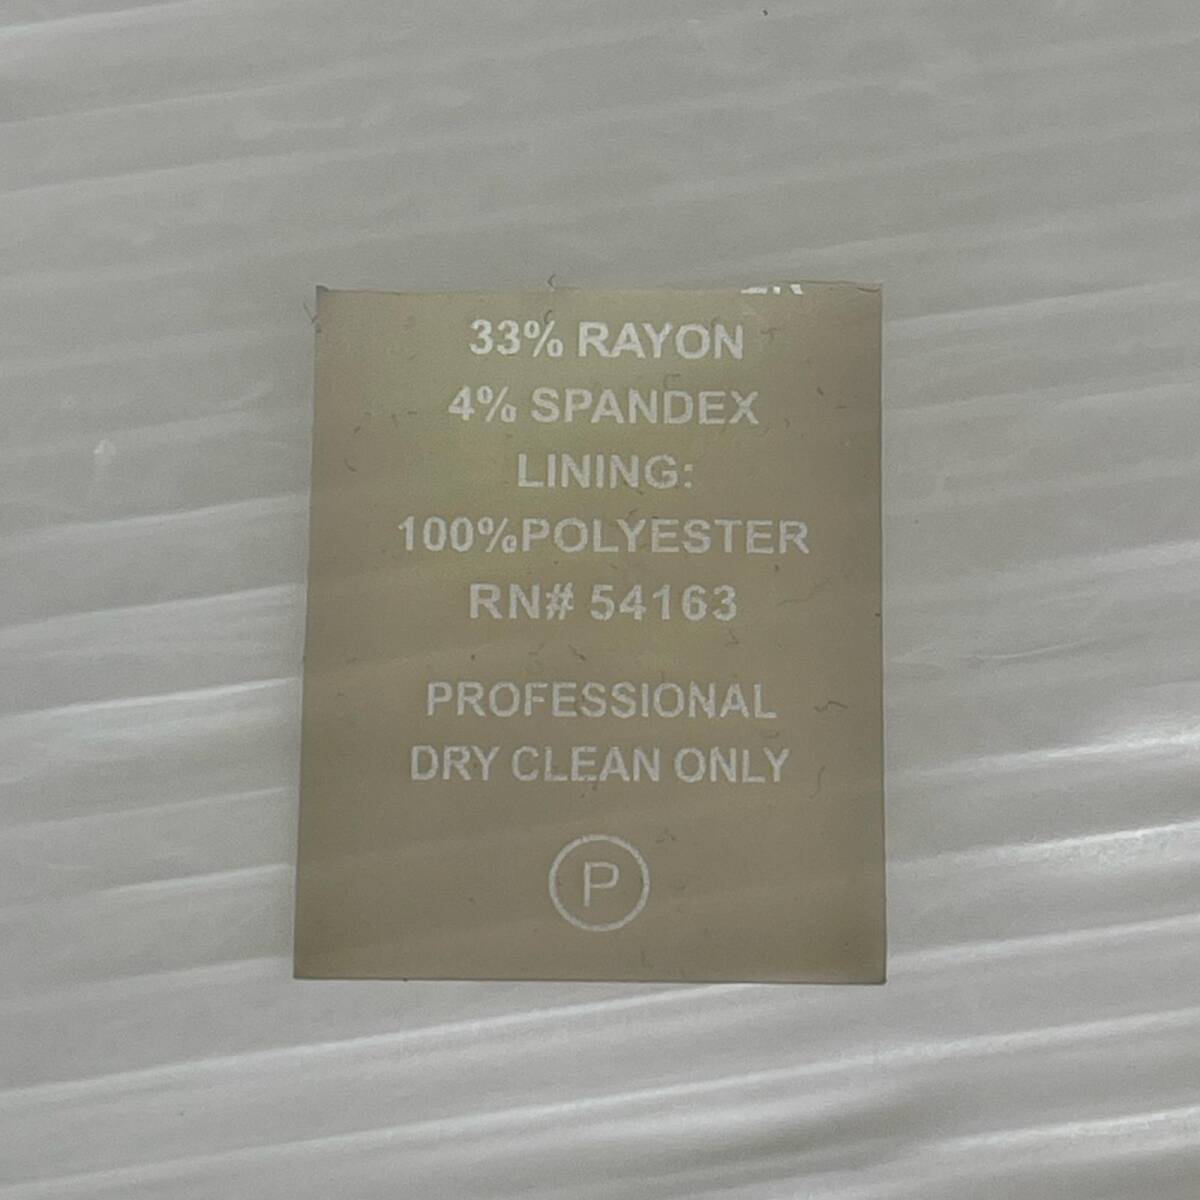 33% RAYON
4% SPANDEX
LINING:
100%POLYESTER
RN# 54163
PROFESSIONAL
DRY CLEAN ONLY
P